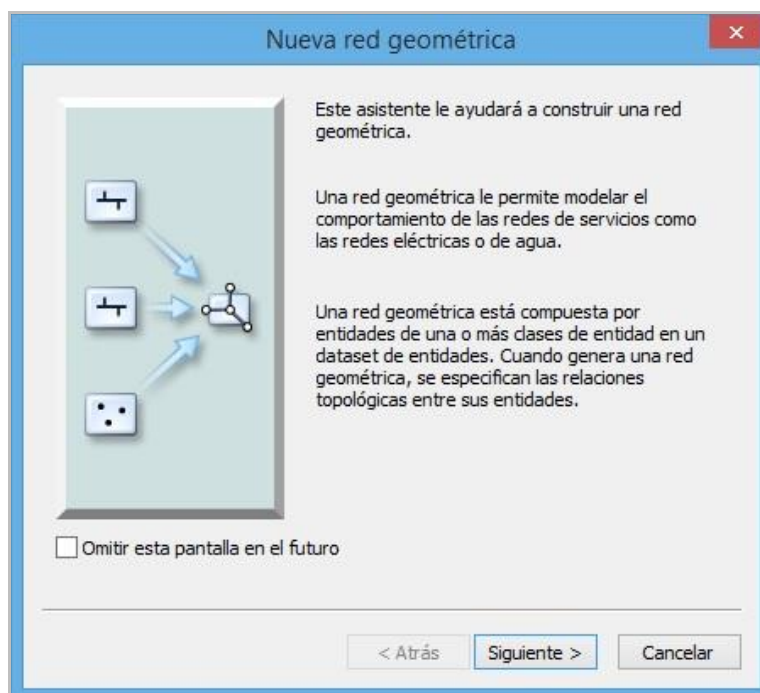 Nueva red geométrica
Este asistente le ayudará a construir una red
geométrica.
Una red geométrica le permite modelar el
comportamiento de las redes de servicios como
las redes eléctricas o de agua.
Una red geométrica está compuesta por
entidades de una o más clases de entidad en un
dataset de entidades. Cuando genera una red
geométrica, se especifican las relaciones
topológicas entre sus entidades.
Omitir esta pantalla en el futuro
< Atrás
Siguiente >
Cancelar